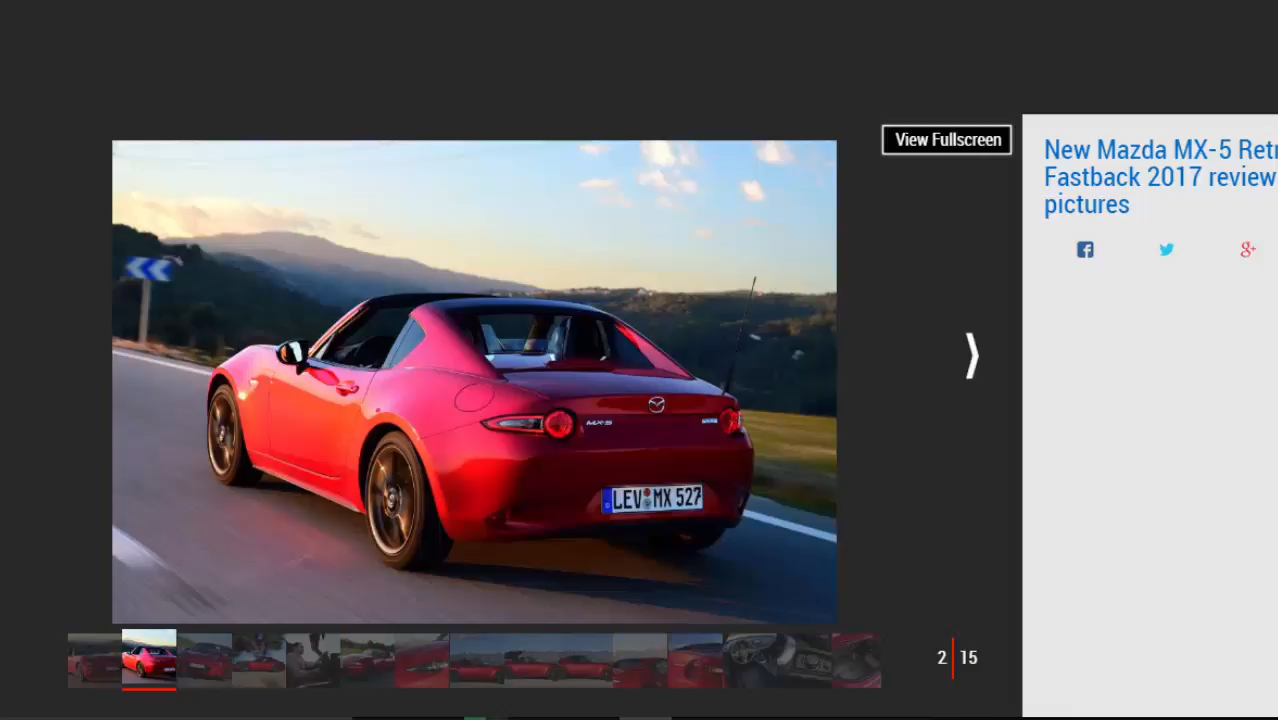 View Fullscreen
New Mazda MX-5 Retr
Fastback 2017 review
pictures
MX-5
LEV MX 527
2 15